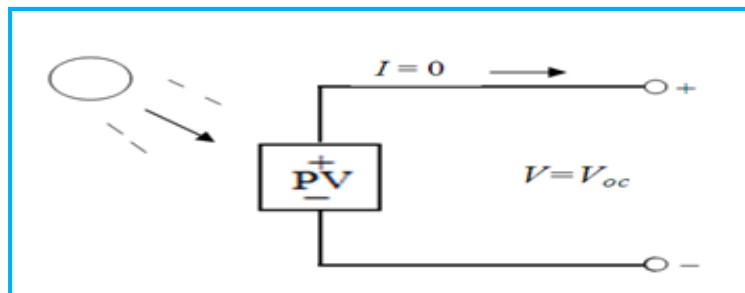 I = 0
+
+
PV
−
V=Voc
−